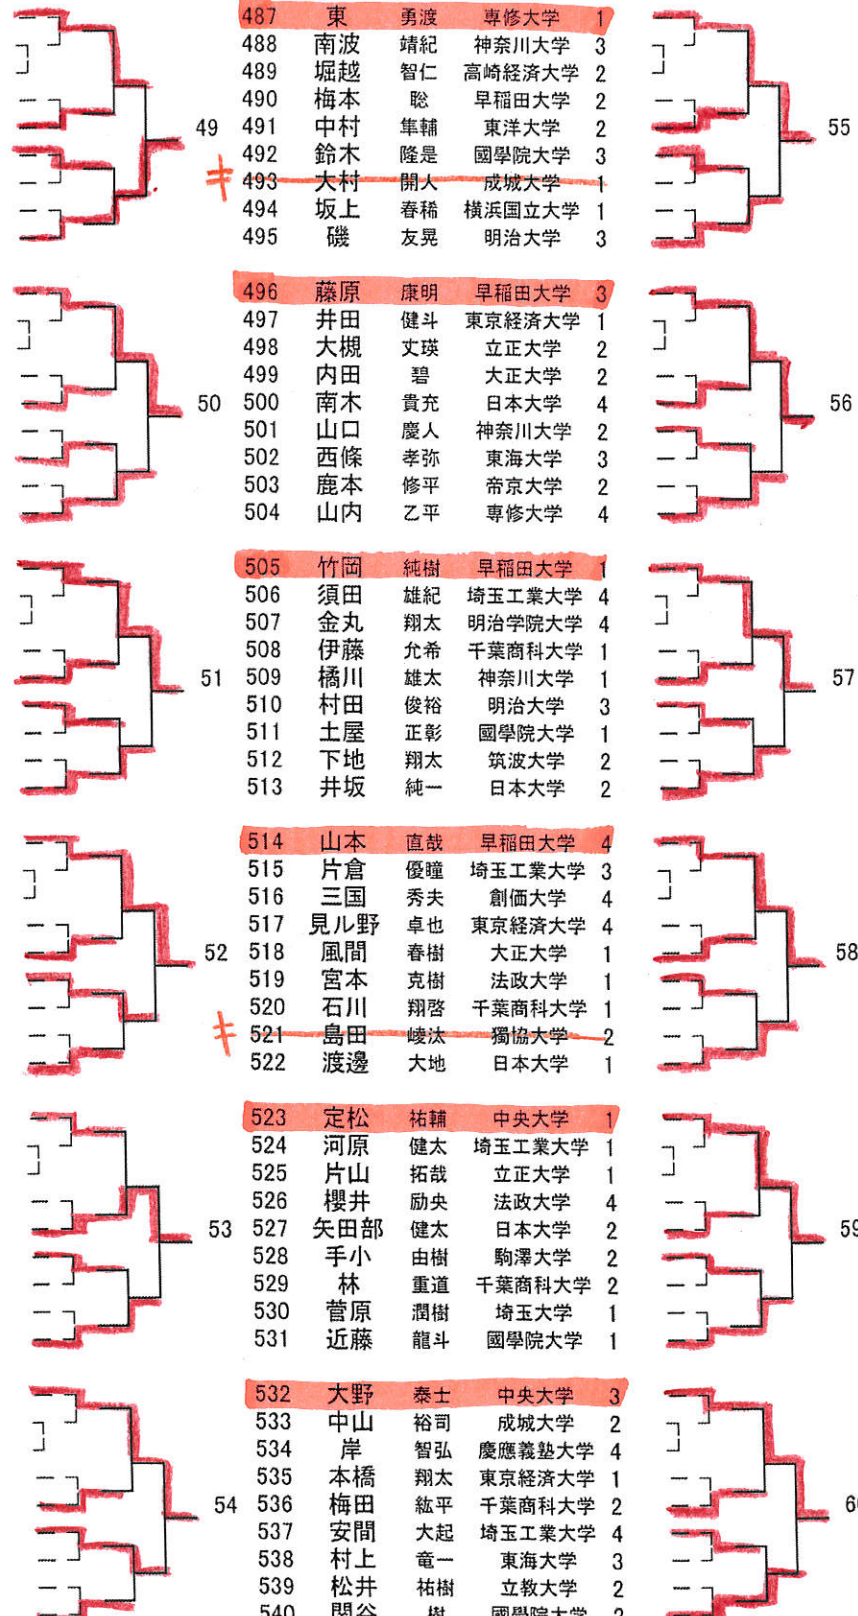 487 東 勇渡 専修大学 1
488 南波 靖紀 神奈川大学 3
489 堀越 智仁 高崎経済大学 2
490 梅本 聡 早稲田大学 2
49 491 中村 隼輔 東洋大学 2 55
492 鈴木 隆是 國學院大学 3
キ 493 大村 開人 成城大学 1
494 坂上 春稀 横浜国立大学 1
495 磯 友晃 明治大学 3
496 藤原 康明 早稲田大学 3
497 井田 健斗 東京経済大学 1
498 大槻 丈瑛 立正大学 2
499 内田 碧 大正大学 2
50 500 南木 貴充 日本大学 4 56
501 山口 慶人 神奈川大学 2
502 西條 孝弥 東海大学 3
503 鹿本 修平 帝京大学 2
504 山内 乙平 専修大学 4
505 竹岡 純樹 早稲田大学 1
506 須田 雄紀 埼玉工業大学 4
507 金丸 翔太 明治学院大学 4
508 伊藤 允希 千葉商科大学 1
51 509 橘川 雄太 神奈川大学 1 57
510 村田 俊裕 明治大学 3
511 土屋 正彰 國學院大学 1
512 下地 翔太 筑波大学 2
513 井坂 純一 日本大学 2
514 山本 直哉 早稲田大学 4
515 片倉 優瞳 埼玉工業大学 3
516 三国 秀夫 創価大学 4
517 見ル野 卓也 東京経済大学 4
52 518 風間 春樹 大正大学 1 58
519 宮本 克樹 法政大学 1
520 石川 翔啓 千葉商科大学 1
キ 521 島田 崚汰 獨協大学 2
522 渡邊 大地 日本大学 1
523 定松 祐輔 中央大学 1
524 河原 健太 埼玉工業大学 1
525 片山 拓哉 立正大学 1
526 櫻井 励央 法政大学 4
53 527 矢田部 健太 日本大学 2 59
528 手小 由樹 駒澤大学 2
529 林 重道 千葉商科大学 2
530 菅原 潤樹 埼玉大学 1
531 近藤 龍斗 國學院大学 1
532 大野 泰士 中央大学 3
533 中山 裕司 成城大学 2
534 岸 智弘 慶應義塾大学 4
535 本橋 翔太 東京経済大学 1
54 536 梅田 紘平 千葉商科大学 2 60
537 安間 大起 埼玉工業大学 4
538 村上 竜一 東海大学 3
539 松井 祐樹 立教大学 2
540 関谷 樹 國學院大学 2